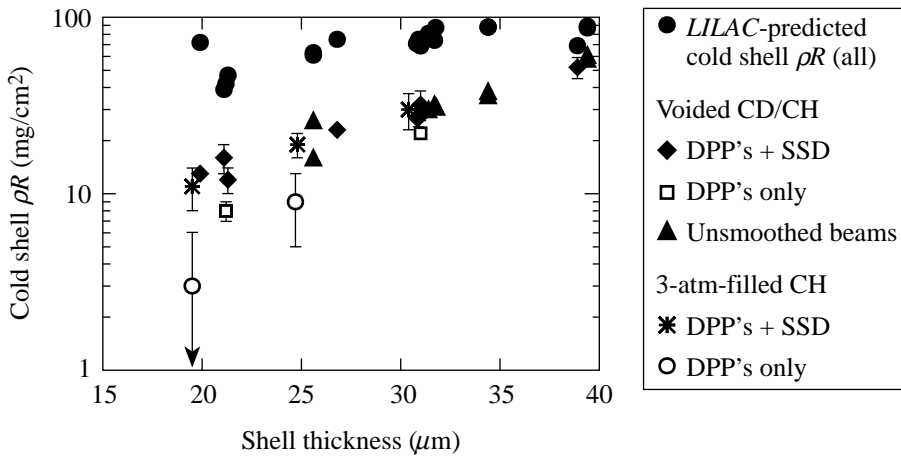 100
10
1
15
20
25
30
35
40
Cold shell ρR (mg/cm²)
Shell thickness (μm)
LILAC-predicted
cold shell ρR (all)
Voided CD/CH
DPP's + SSD
DPP's only
Unsmoothed beams
3-atm-filled CH
DPP's + SSD
DPP's only